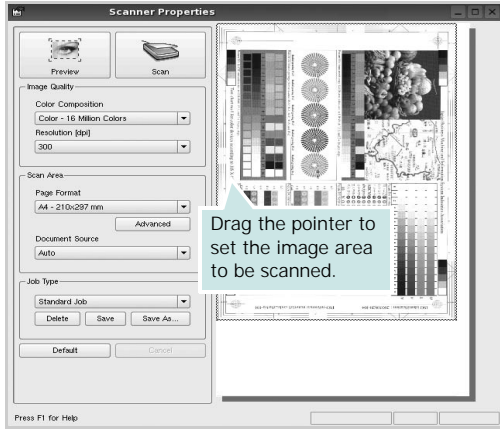 Scanner Properties
Preview
Scan
Image Quality
Color Composition
Color - 16 Million Colors
Resolution [dpi]
300
Scan Area
Page Format
A4 - 210x297 mm
Advanced
Document Source
Auto
Job Type
Standard Job
Delete
Save
Save As...
Default
Cancel
Drag the pointer to
set the image area
to be scanned.
Press F1 for Help